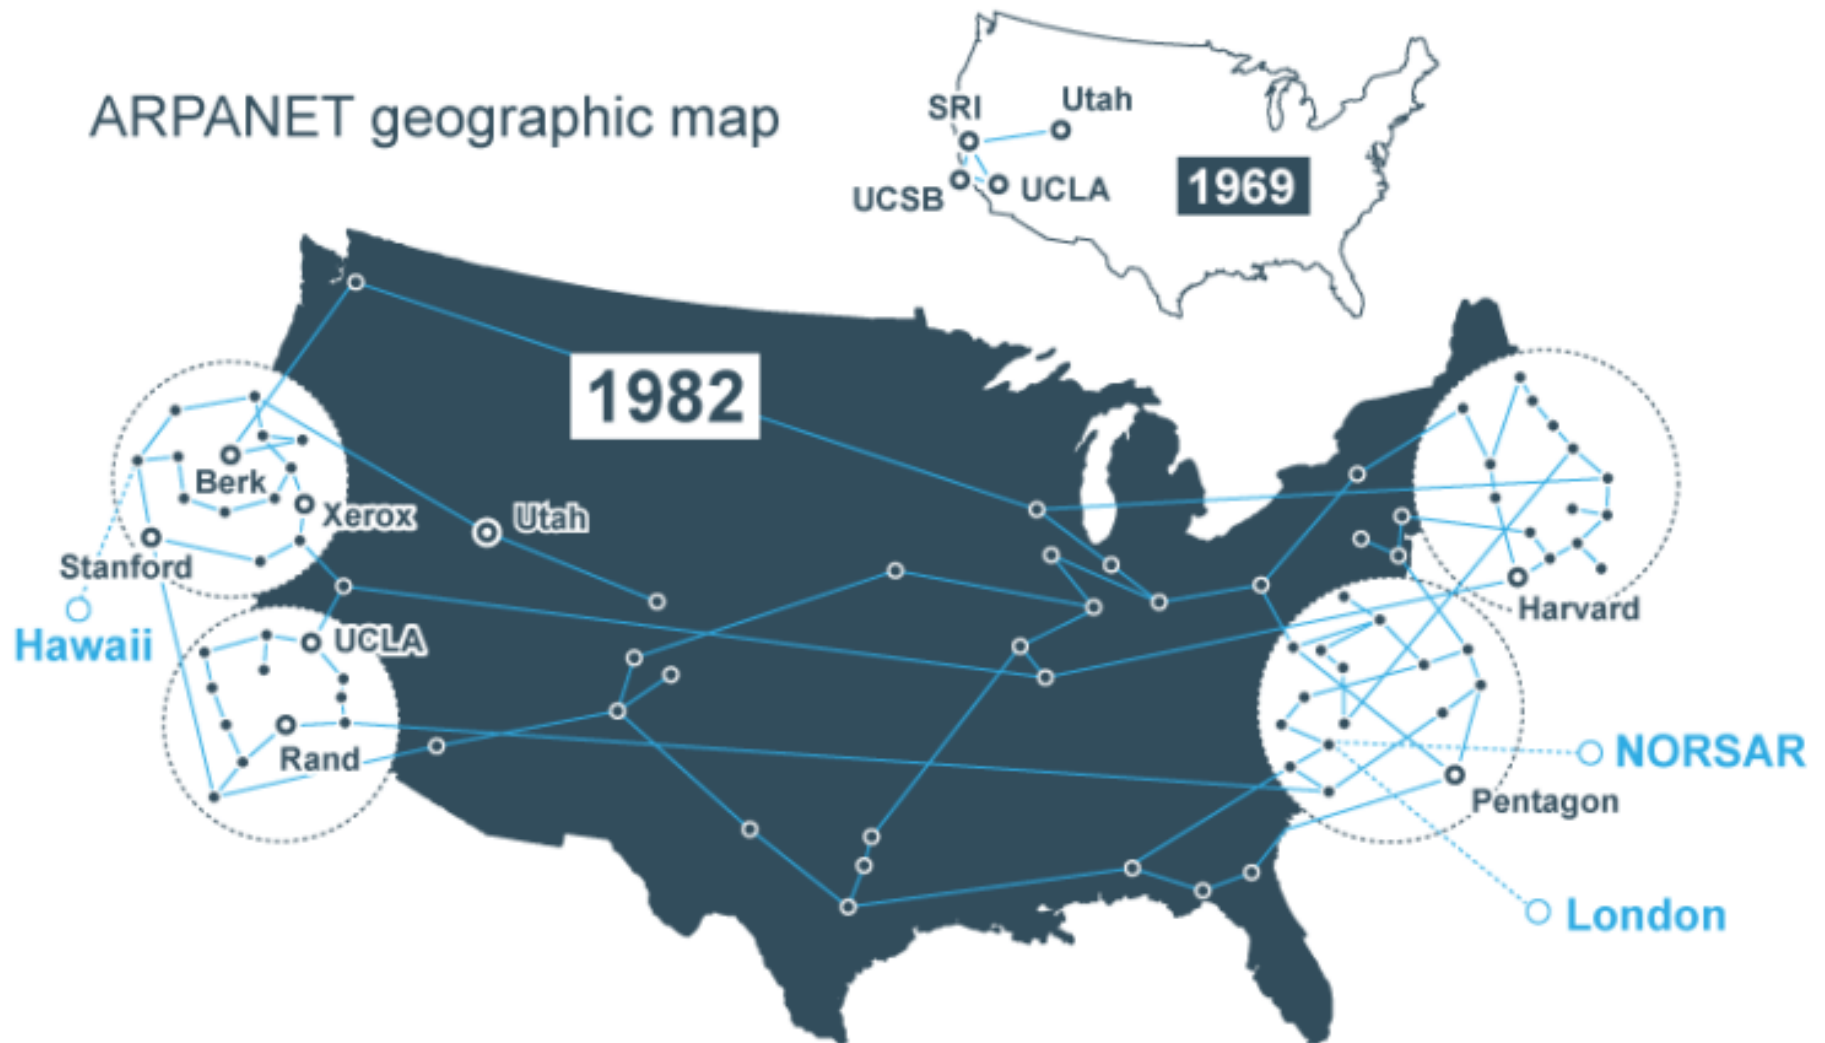 ARPANET geographic map
SRI
Utah
UCSB
UCLA
1969
1982
Berk
Xerox
Utah
Stanford
Hawaii
UCLA
Rand
Harvard
NORSAR
Pentagon
London